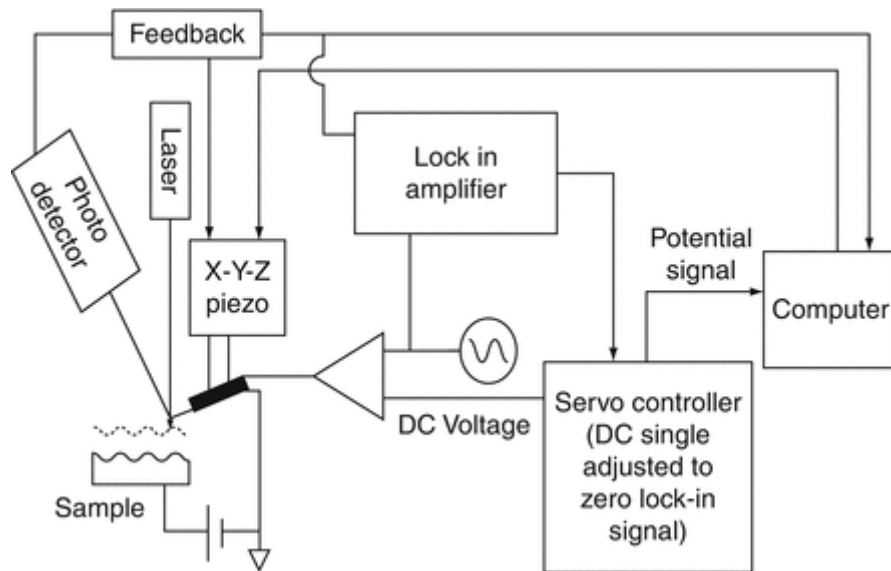 Feedback
Laser
Photo
detector
Lock in
amplifier
X-Y-Z
piezo
Potential
signal
Computer
DC Voltage
Servo controller
(DC single
adjusted to
zero lock-in
signal)
Sample